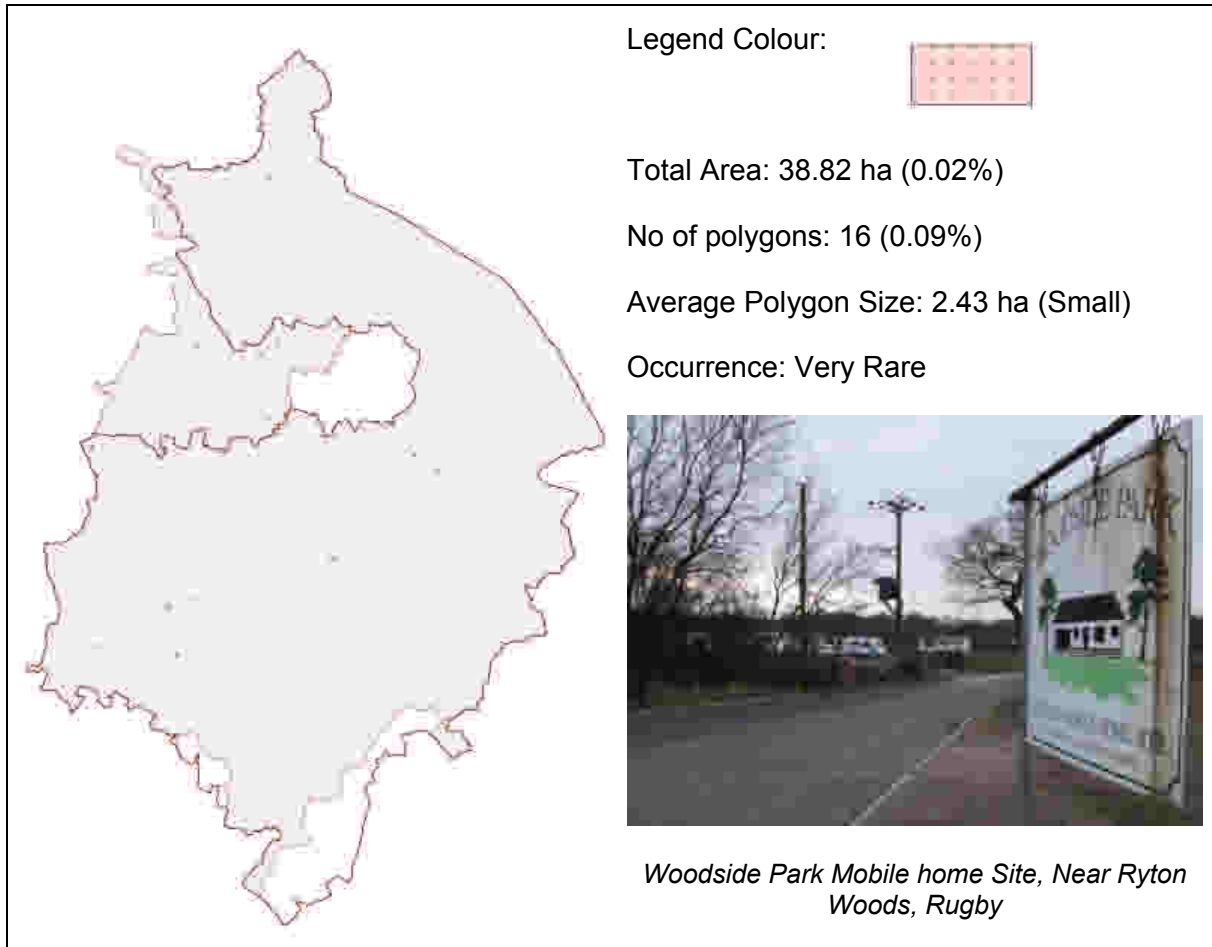 Legend Colour:
Total Area: 38.82 ha (0.02%)
No of polygons: 16 (0.09%)
Average Polygon Size: 2.43 ha (Small)
Occurrence: Very Rare
PARK
Woodside Park Mobile home Site, Near Ryton
Woods, Rugby